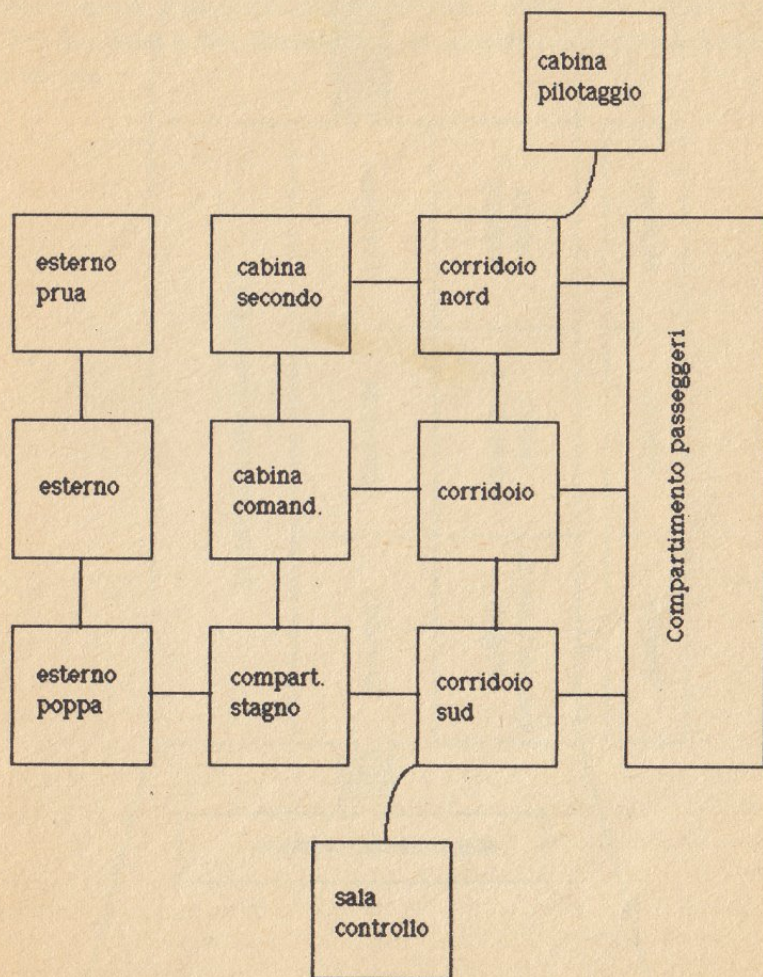 cabina
pilotaggio
esterno
prua
cabina
secondo
corridoio
nord
esterno
cabina
comand.
corridoio
Compartimento passeggeri
esterno
poppa
compart.
stagno
corridoio
sud
sala
controllo